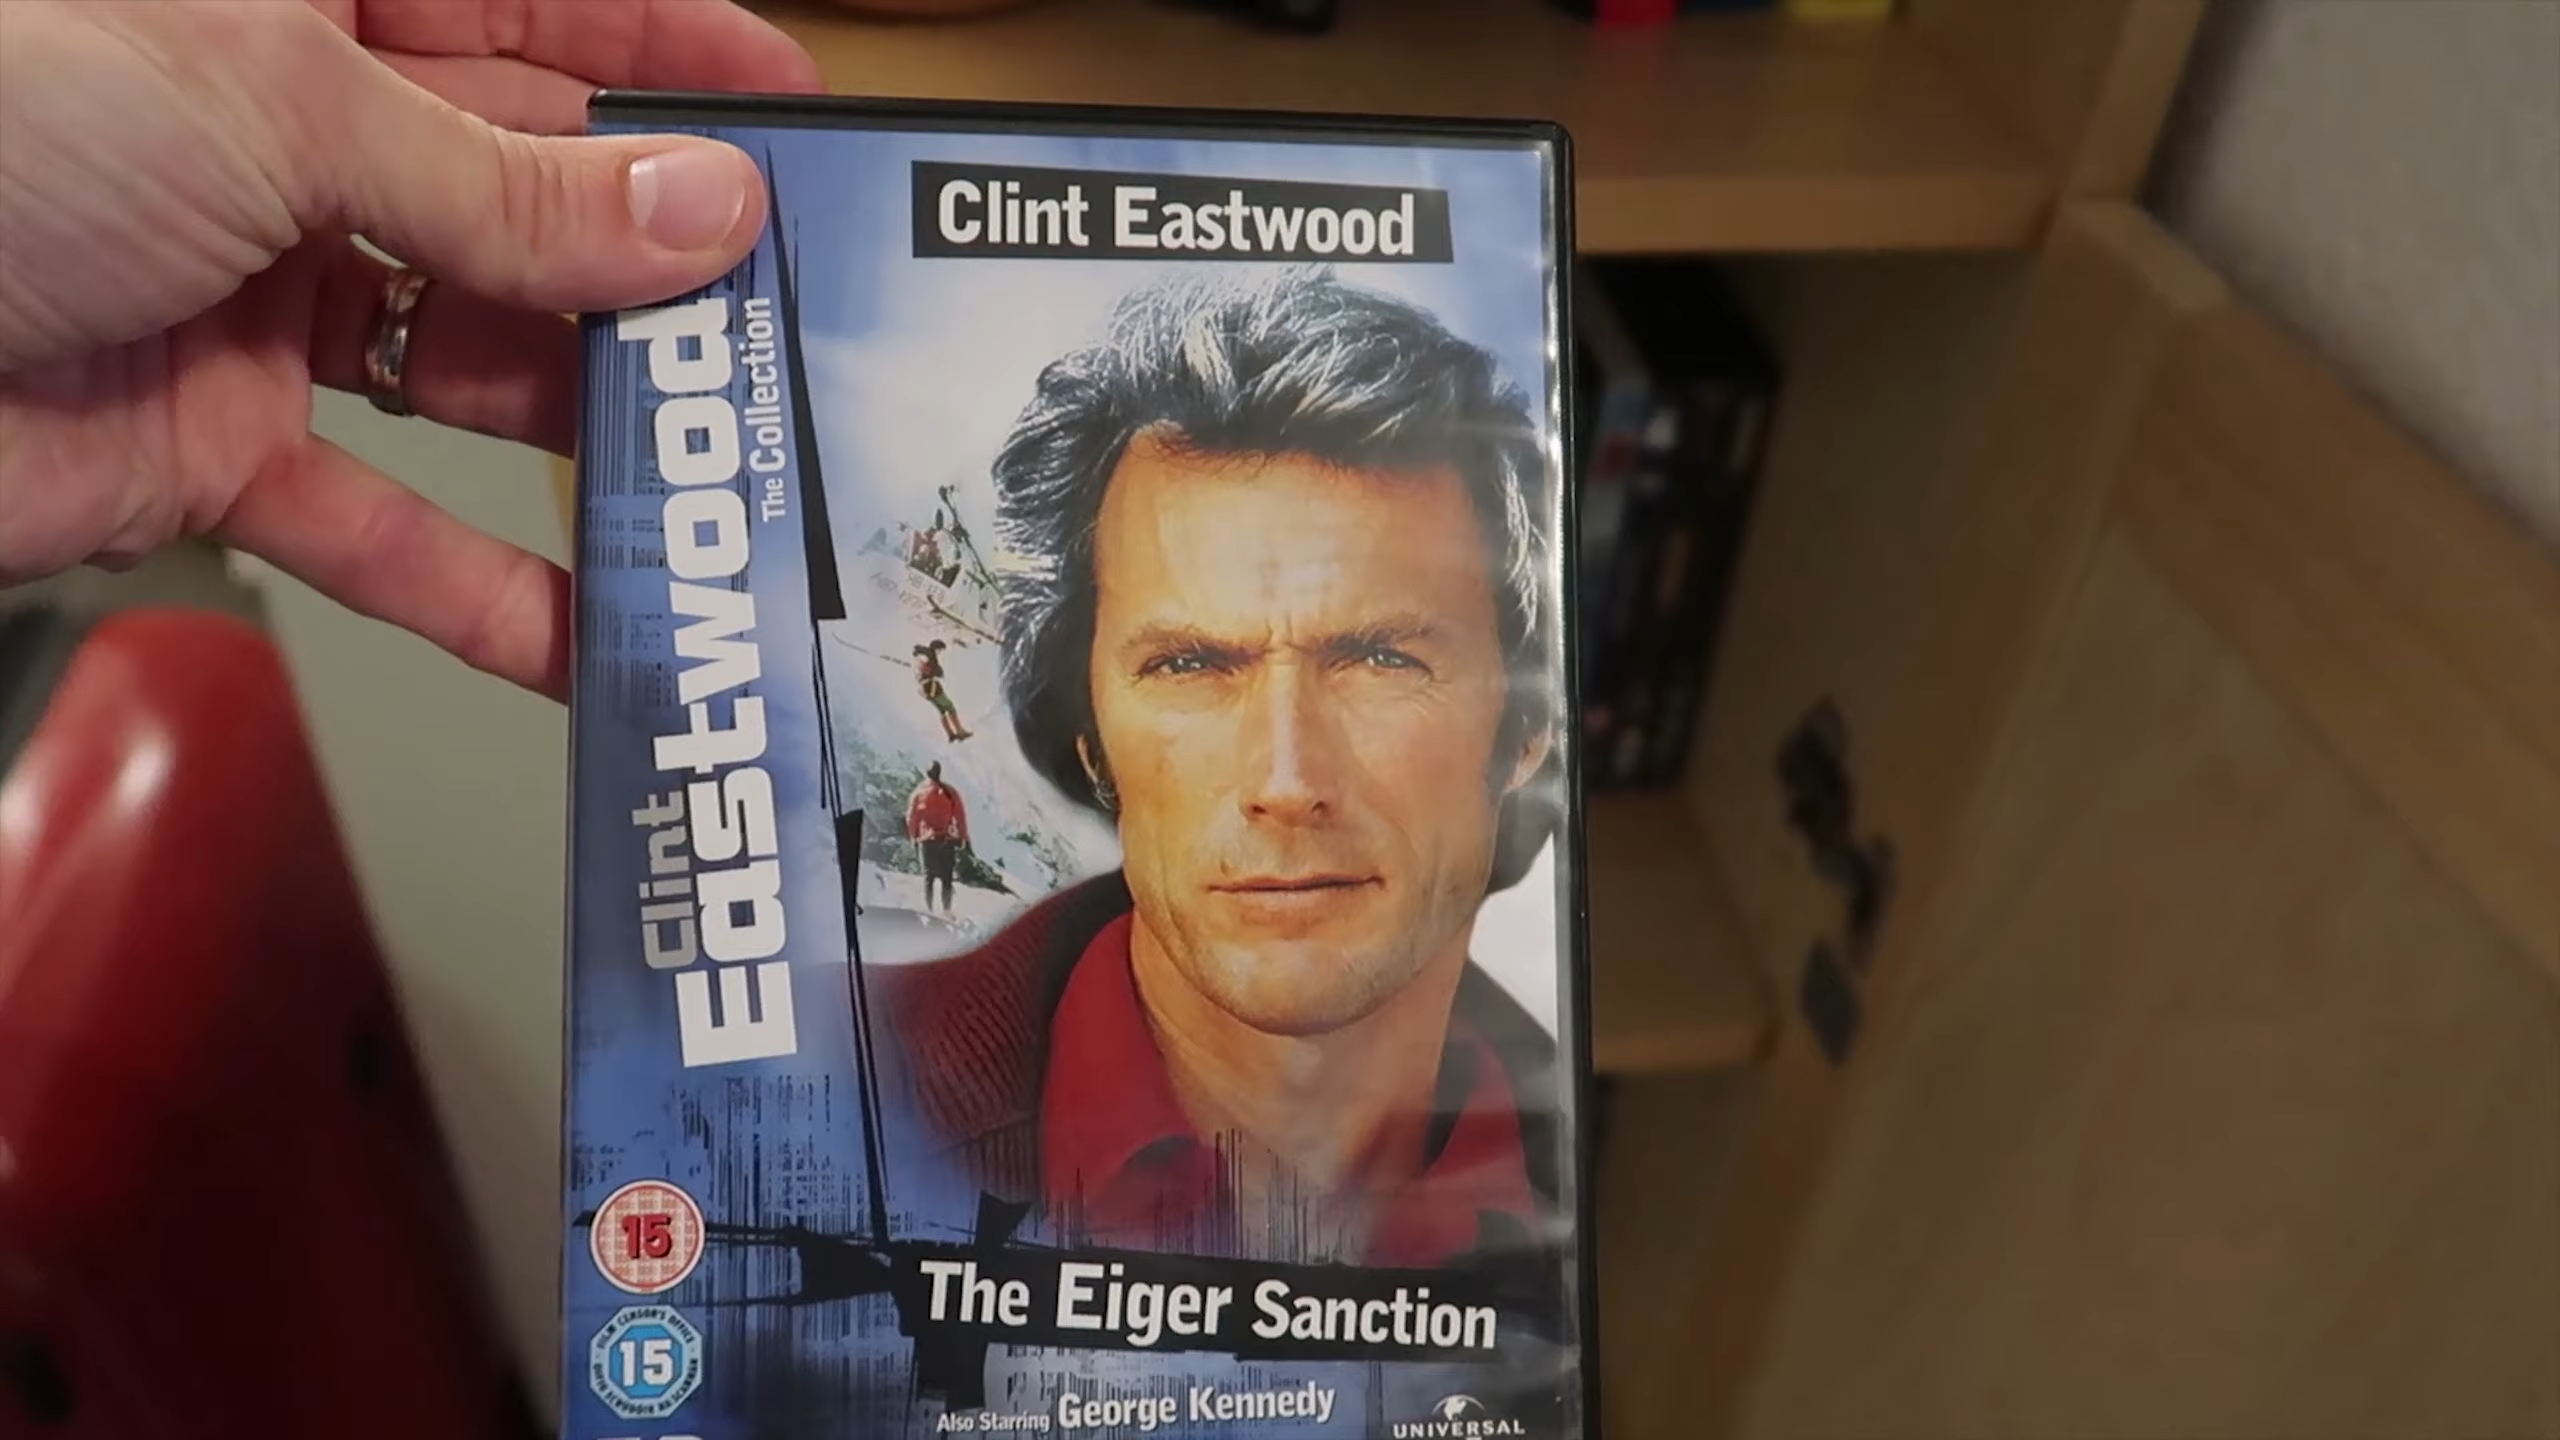 Clint Eastwood
Clint
Eastwood
The Collection
15
15
The Eiger Sanction
Also Starring George Kennedy
UNIVERSAL